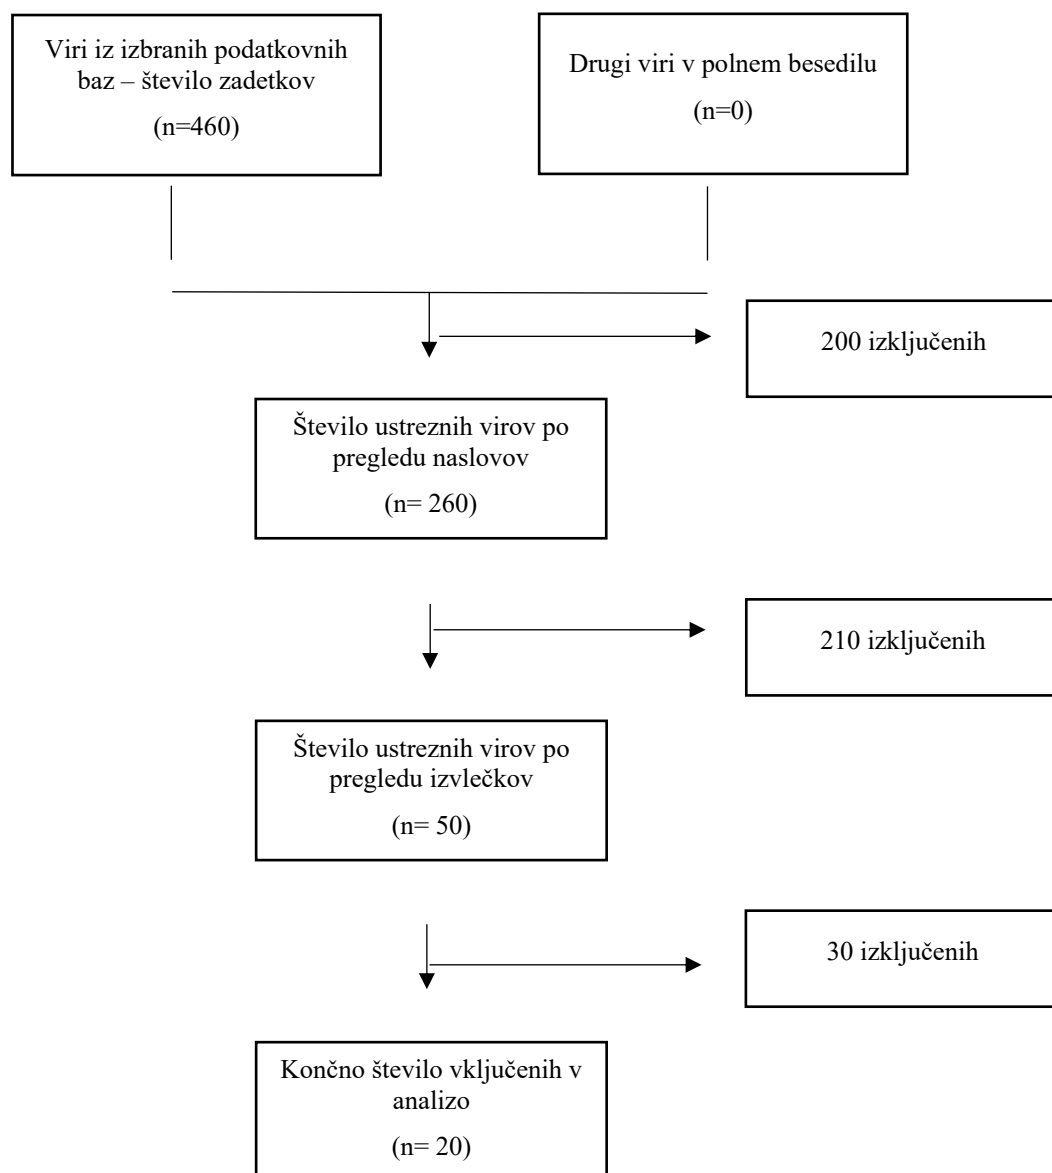 Viri iz izbranih podatkovnih
baz – število zadetkov
(n=460)
Drugi viri v polnem besedilu
(n=0)
200 izključenih
Število ustreznih virov po
pregledu naslovov
(n= 260)
210 izključenih
Število ustreznih virov po
pregledu izvlečkov
(n= 50)
30 izključenih
Končno število vključenih v
analizo
(n= 20)